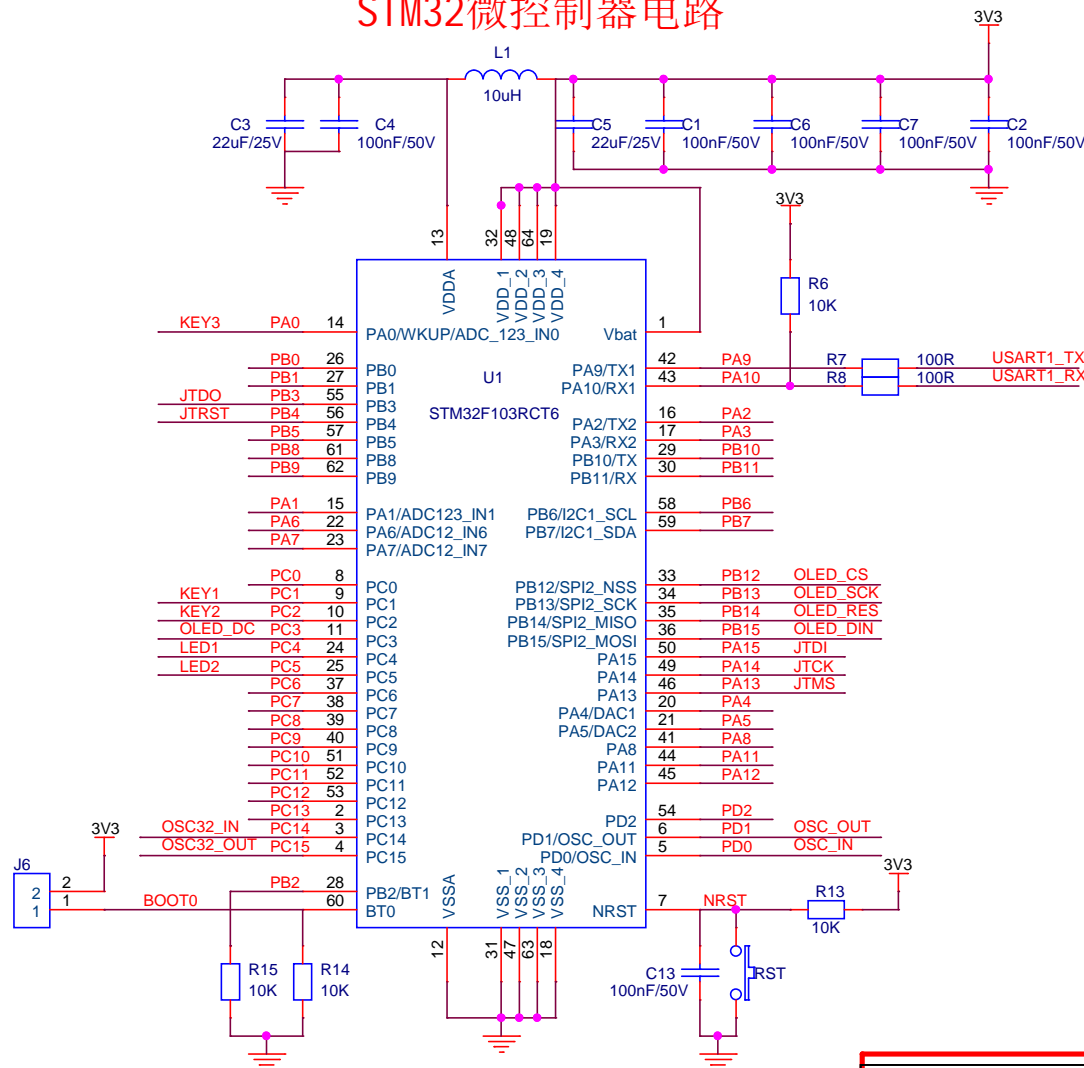 STM32微控制器电路
3V3
L1
10uH
C3
22uF/25V
C4
100nF/50V
C5
22uF/25V
C1
100nF/50V
C6
100nF/50V
C7
100nF/50V
C2
100nF/50V
3V3
R6
10K
13
32
48
64
19
VDDA
VDD_1
VDD_2
VDD_3
VDD_4
U1
STM32F103RCT6
KEY3 PA0 14 PA0/WKUP/ADC_123_IN0
PB0 26 PB0
PB1 27 PB1
JTDO PB3 55 PB3
JTRST PB4 56 PB4
PB5 57 PB5
PB8 61 PB8
PB9 62 PB9
PA1 15 PA1/ADC123_IN1
PA6 22 PA6/ADC12_IN6
PA7 23 PA7/ADC12_IN7
PC0 8 PC0
KEY1 PC1 9 PC1
KEY2 PC2 10 PC2
OLED_DC PC3 11 PC3
LED1 PC4 24 PC4
LED2 PC5 25 PC5
PC6 37 PC6
PC7 38 PC7
PC8 39 PC8
PC9 40 PC9
PC10 51 PC10
PC11 52 PC11
PC12 53 PC12
PC13 2 PC13
OSC32_IN PC14 3 PC14
OSC32_OUT PC15 4 PC15
PB2 28 PB2/BT1
BOOT0 60 BT0
Vbat 1
PA9/TX1 42 PA9 R7 100R USART1_TX
PA10/RX1 43 PA10 R8 100R USART1_RX
PA2/TX2 16 PA2
PA3/RX2 17 PA3
PB10/TX 29 PB10
PB11/RX 30 PB11
PB6/I2C1_SCL 58 PB6
PB7/I2C1_SDA 59 PB7
PB12/SPI2_NSS 33 PB12 OLED_CS
PB13/SPI2_SCK 34 PB13 OLED_SCK
PB14/SPI2_MISO 35 PB14 OLED_RES
PB15/SPI2_MOSI 36 PB15 OLED_DIN
PA15 50 PA15 JTDI
PA14 49 PA14 JTCK
PA13 46 PA13 JTMS
PA4/DAC1 20 PA4
PA5/DAC2 21 PA5
PA8 41 PA8
PA11 44 PA11
PA12 45 PA12
PD2 54 PD2
PD1/OSC_OUT 6 PD1 OSC_OUT
PD0/OSC_IN 5 PD0 OSC_IN
NRST 7 NRST
VSSA
VSS_1
VSS_2
VSS_3
VSS_4
12
31
47
63
18
3V3
J6
2 2
1 1
R15
10K
R14
10K
3V3
R13
10K
C13
100nF/50V
RST